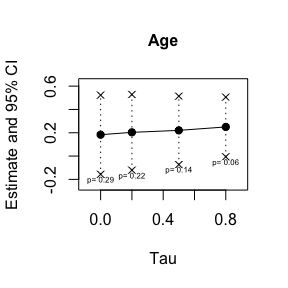 Age
Estimate and 95% CI
0.6
0.2
-0.2
p= 0.29
p= 0.22
p= 0.14
p= 0.06
0.0
0.4
0.8
Tau